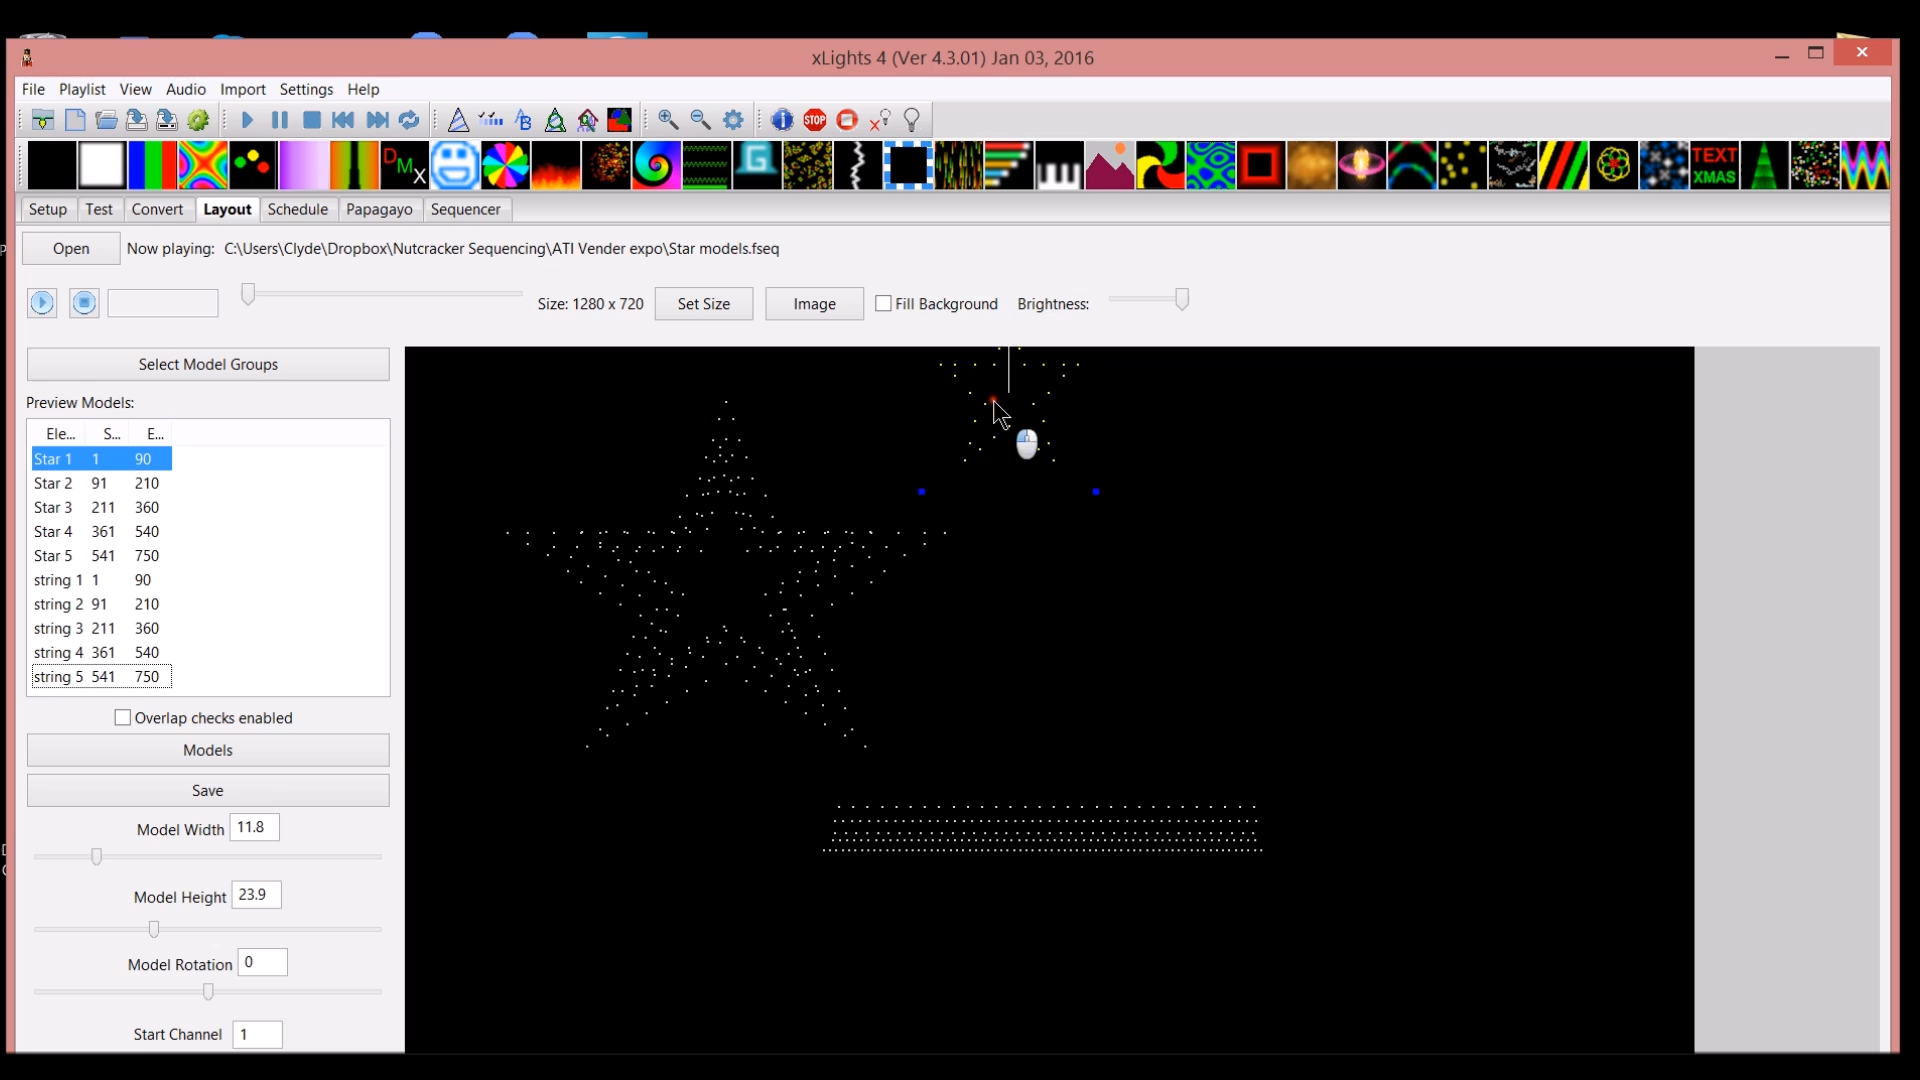 xLights 4 (Ver 4.3.01) Jan 03, 2016
File Playlist View Audio Import Settings Help
B STOP
DMX G TEXT XMAS
Setup Test Convert Layout Schedule Papagayo Sequencer
Open Now playing: C:\Users\Clyde\Dropbox\Nutcracker Sequencing\ATI Vender expo\Star models.fseq
Size: 1280 x 720 Set Size Image Fill Background Brightness:
Select Model Groups
Preview Models:
Ele... S... E...
Star 1 1 90
Star 2 91 210
Star 3 211 360
Star 4 361 540
Star 5 541 750
string 1 1 90
string 2 91 210
string 3 211 360
string 4 361 540
string 5 541 750
Overlap checks enabled
Models
Save
Model Width 11.8
Model Height 23.9
Model Rotation 0
Start Channel 1